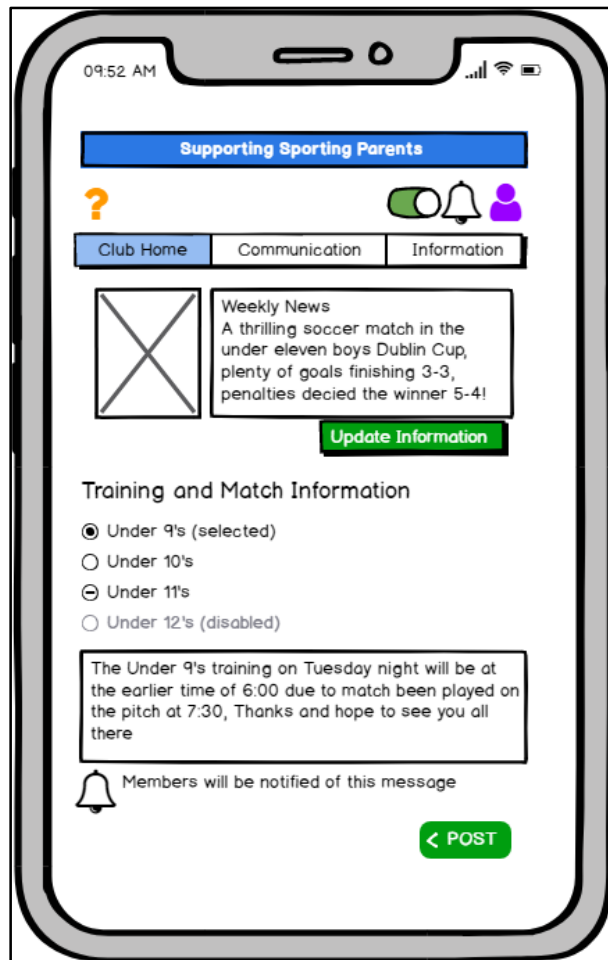 09:52 AM
Supporting Sporting Parents
?
Club Home Communication Information
Weekly News
A thrilling soccer match in the
under eleven boys Dublin Cup,
plenty of goals finishing 3-3,
penalties decied the winner 5-4!
Update Information
Training and Match Information
Under 9's (selected)
Under 10's
Under 11's
Under 12's (disabled)
The Under 9's training on Tuesday night will be at
the earlier time of 6:00 due to match been played on
the pitch at 7:30, Thanks and hope to see you all
there
Members will be notified of this message
< POST